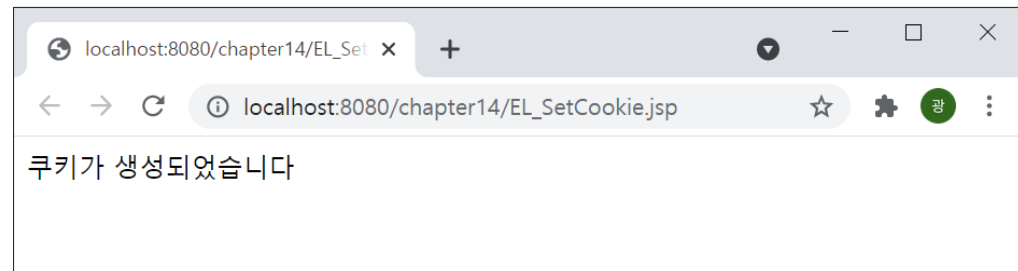 localhost:8080/chapter14/EL_Set
localhost:8080/chapter14/EL_SetCookie.jsp
광
쿠키가 생성되었습니다